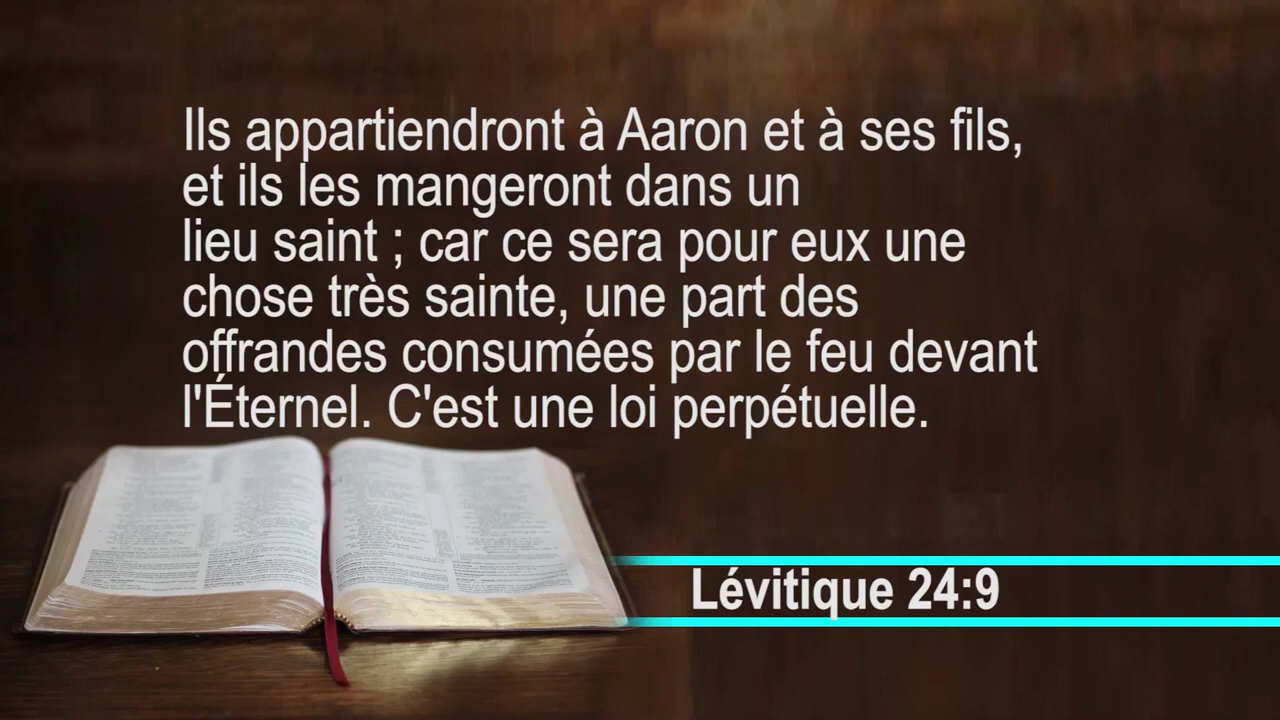 Ils appartiendront à Aaron et à ses fils,
et ils les mangeront dans un
lieu saint ; car ce sera pour eux une
chose très sainte, une part des
offrandes consumées par le feu devant
l'Éternel. C'est une loi perpétuelle.
Lévitique 24:9